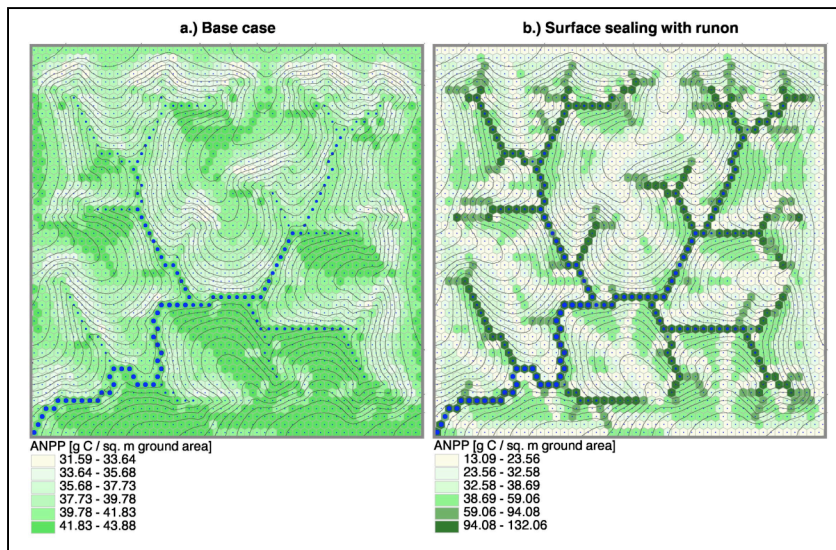 a.) Base case
b.) Surface sealing with runon
ANPP [g C / sq. m ground area]
31.59 - 33.64
33.64 - 35.68
35.68 - 37.73
37.73 - 39.78
39.78 - 41.83
41.83 - 43.88
ANPP [g C / sq. m ground area]
13.09 - 23.56
23.56 - 32.58
32.58 - 38.69
38.69 - 59.06
59.06 - 94.08
94.08 - 132.06